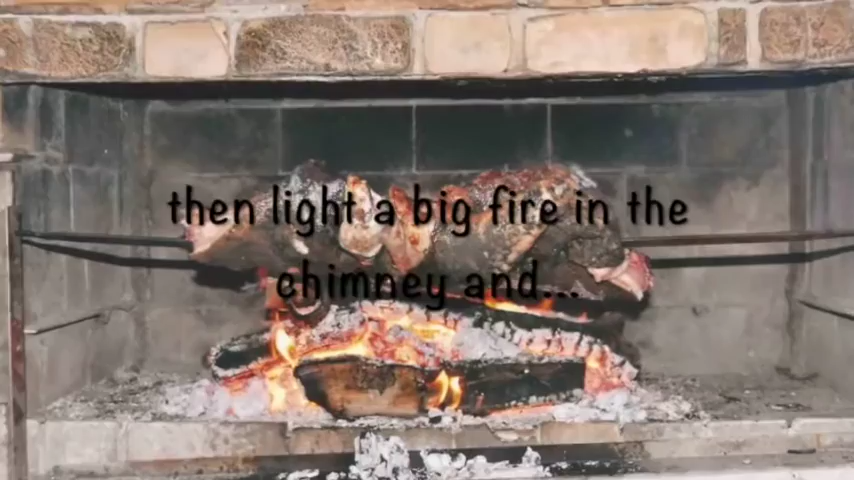 then light a big fire in the
chimney and...